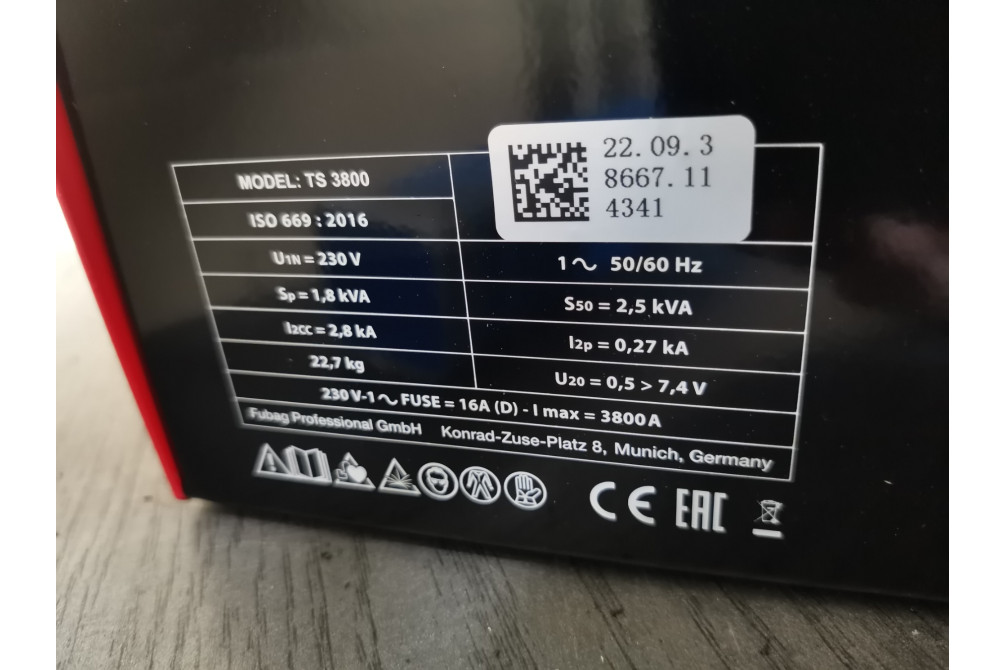 22.09.3
8667.11
4341
MODEL: TS 3800
ISO 669 : 2016
U1N = 230 V
1 ~ 50/60 Hz
Sp = 1,8 kVA
S50 = 2,5 kVA
I2CC = 2,8 kA
I2p = 0,27 kA
22,7 kg
U20 = 0,5 > 7,4 V
230 V-1 ~ FUSE = 16A (D) - I max = 3800 A
Fubag Professional GmbH Konrad-Zuse-Platz 8, Munich, Germany
CE EAC